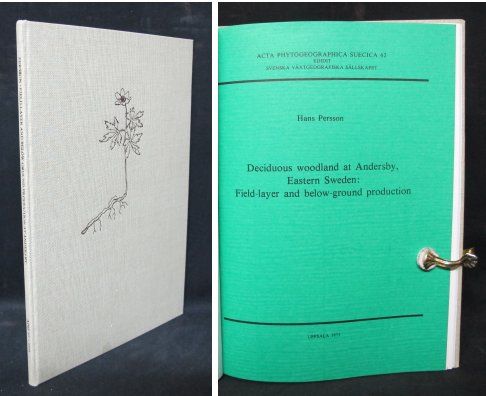 ACTA PHYTOGEOGRAPHICA SUECICA 62
EDIDIT
SVENSKA VÄXTGEOGRAFISKA SÄLLSKAPET
Hans Persson
Deciduous woodland at Andersby,
Eastern Sweden:
Field-layer and below-ground production
UPPSALA 1975